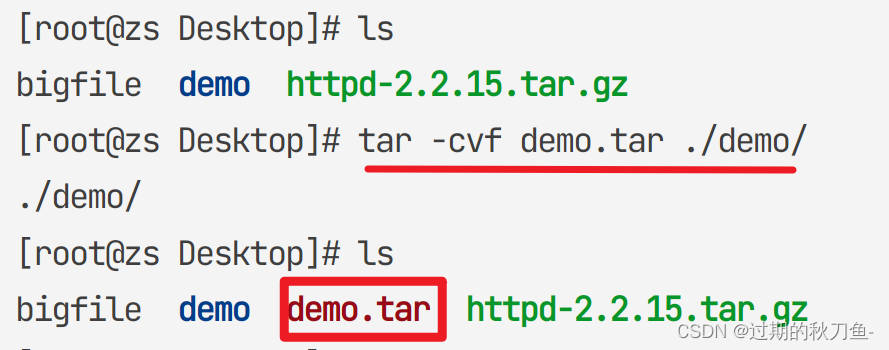 [root@zs Desktop]# ls
bigfile  demo  httpd-2.2.15.tar.gz
[root@zs Desktop]# tar -cvf demo.tar ./demo/
./demo/
[root@zs Desktop]# ls
bigfile  demo  demo.tar  httpd-2.2.15.tar.gz
CSDN @过期的秋刀鱼-